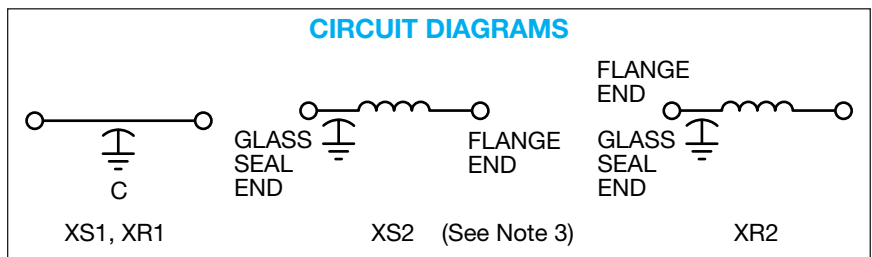 CIRCUIT DIAGRAMS
C
XS1, XR1
GLASS
SEAL
END
FLANGE
END
XS2 (See Note 3)
FLANGE
END
GLASS
SEAL
END
XR2